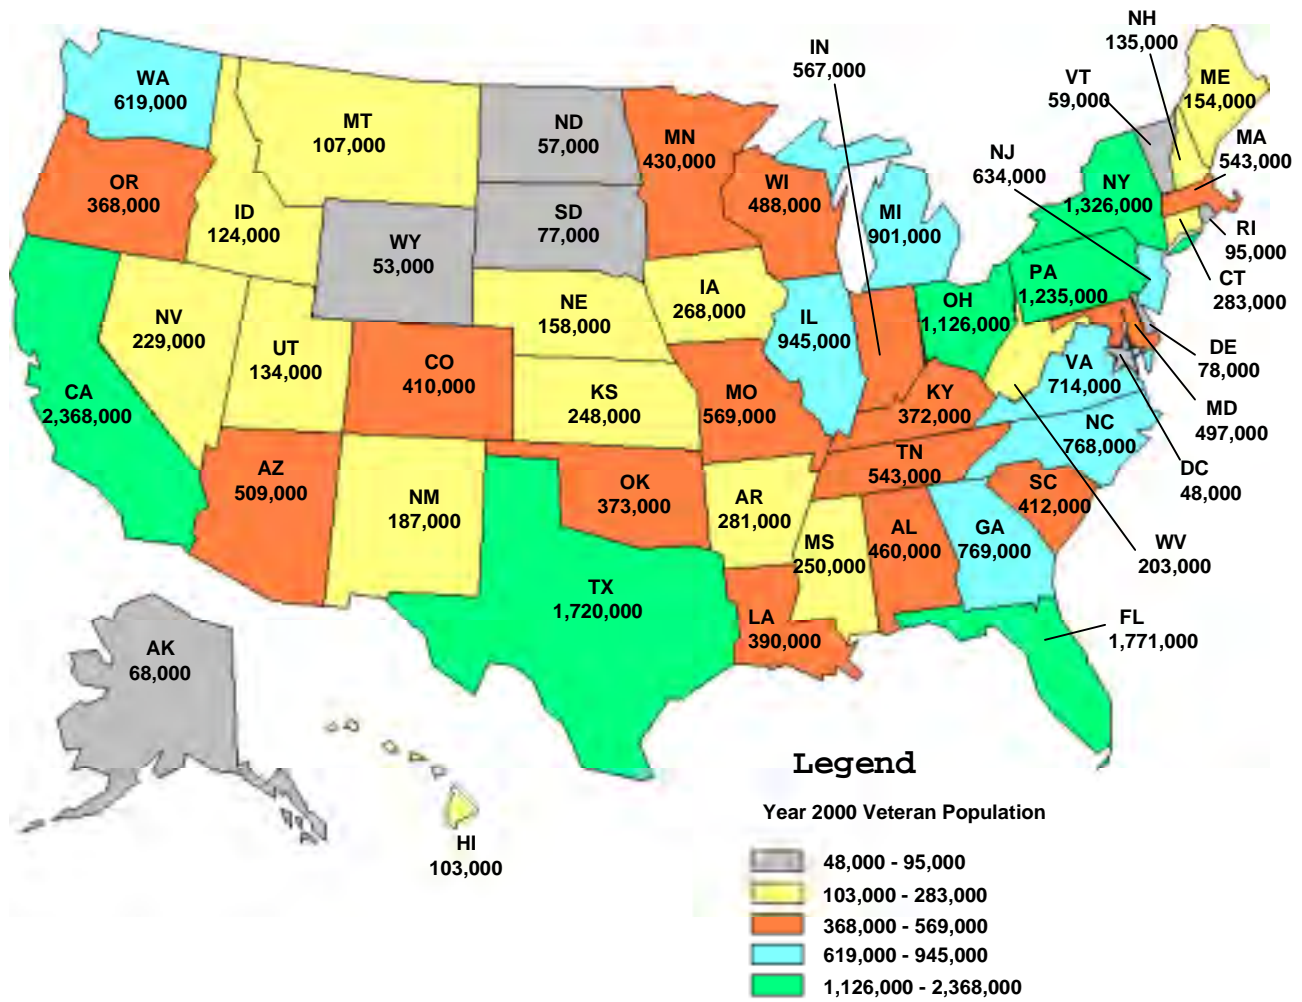 NH
135,000
IN
567,000
VT
59,000
WA
619,000
ME
154,000
MT
107,000
ND
57,000
MN
430,000
MA
543,000
NJ
634,000
OR
368,000
ID
124,000
SD
77,000
WI
488,000
MI
901,000
NY
1,326,000
RI
95,000
WY
53,000
CT
283,000
PA
1,235,000
IA
268,000
NE
158,000
OH
1,126,000
NV
229,000
IL
945,000
UT
134,000
CO
410,000
DE
78,000
VA
714,000
CA
2,368,000
KS
248,000
MO
569,000
KY
372,000
MD
497,000
NC
768,000
TN
543,000
DC
48,000
AZ
509,000
NM
187,000
OK
373,000
AR
281,000
SC
412,000
MS
250,000
AL
460,000
GA
769,000
WV
203,000
TX
1,720,000
LA
390,000
FL
1,771,000
AK
68,000
HI
103,000
Legend
Year 2000 Veteran Population
48,000 - 95,000
103,000 - 283,000
368,000 - 569,000
619,000 - 945,000
1,126,000 - 2,368,000